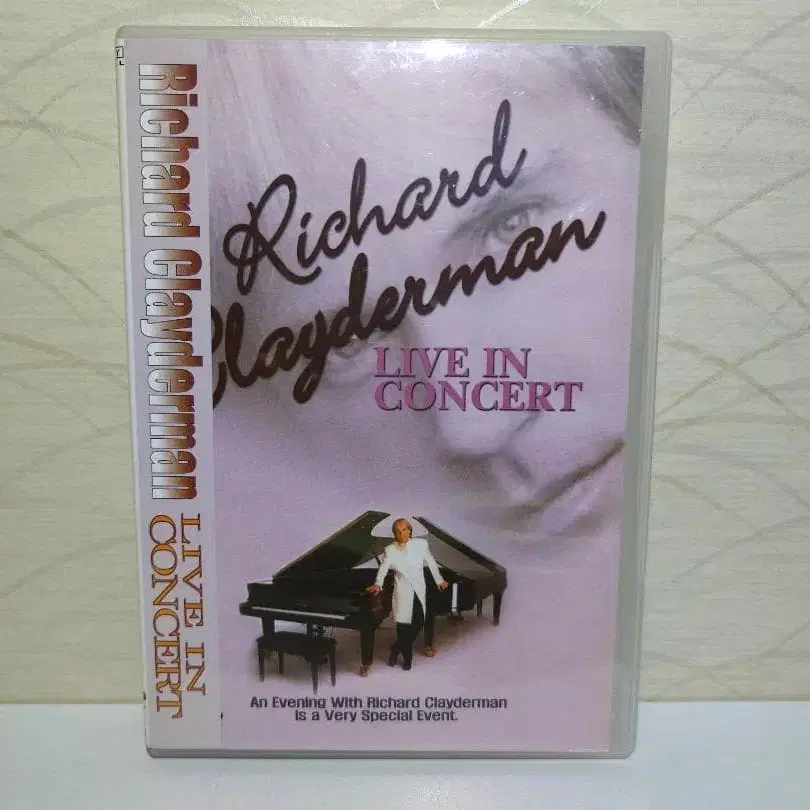 Richard Clayderman
LIVE IN
CONCERT
Richard
Clayderman
LIVE IN
CONCERT
An Evening With Richard Clayderman
is a Very Special Event.